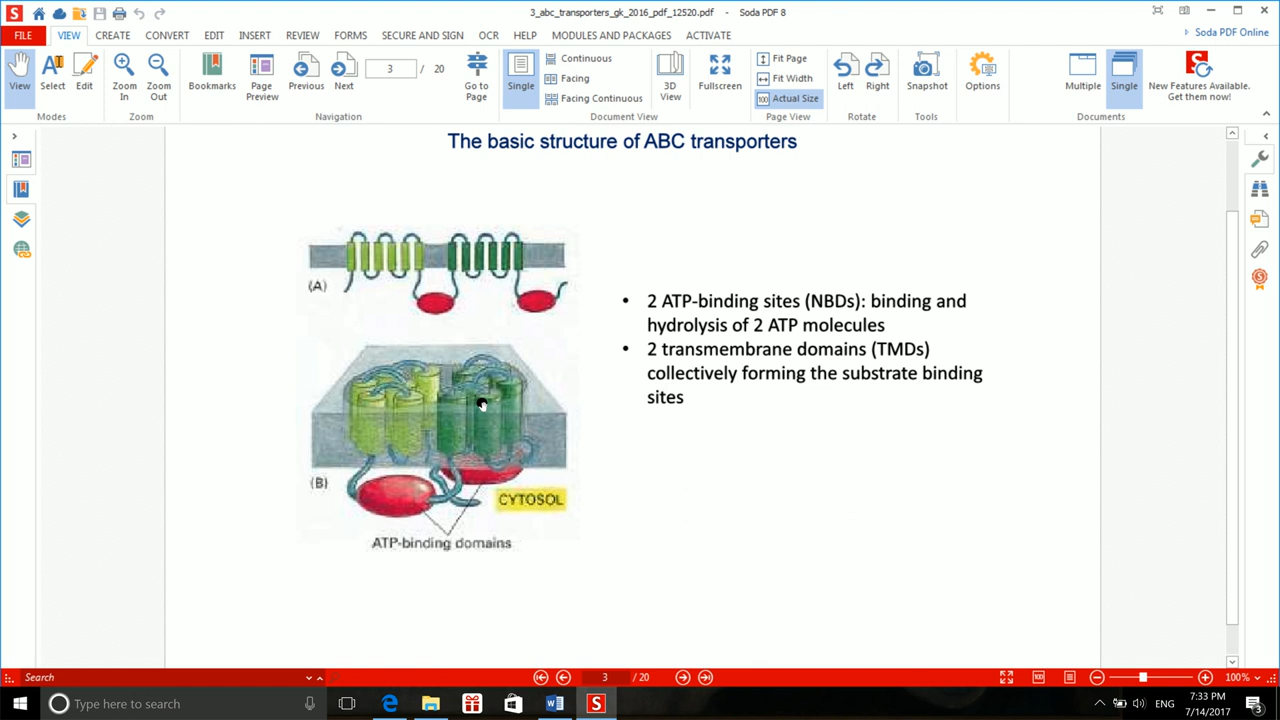 3_abc_transporters_gk_2016_pdf_12520.pdf - Soda PDF 8
FILE VIEW CREATE CONVERT EDIT INSERT REVIEW FORMS SECURE AND SIGN OCR HELP MODULES AND PACKAGES ACTIVATE Soda PDF Online
View Select Edit Zoom In Zoom Out Bookmarks Page Preview Previous 3 / 20 Next Go to Page Single Continuous Facing Facing Continuous 3D View Fullscreen Fit Page Fit Width 100 Actual Size Left Right Snapshot Options Multiple Single New Features Available. Get them now!
Modes Zoom Navigation Document View Page View Rotate Tools Documents
The basic structure of ABC transporters
(A)
• 2 ATP-binding sites (NBDs): binding and
hydrolysis of 2 ATP molecules
• 2 transmembrane domains (TMDs)
collectively forming the substrate binding
sites
(B)
CYTOSOL
ATP-binding domains
Search 3 / 20 100%
Type here to search ENG 7:33 PM
7/14/2017 3